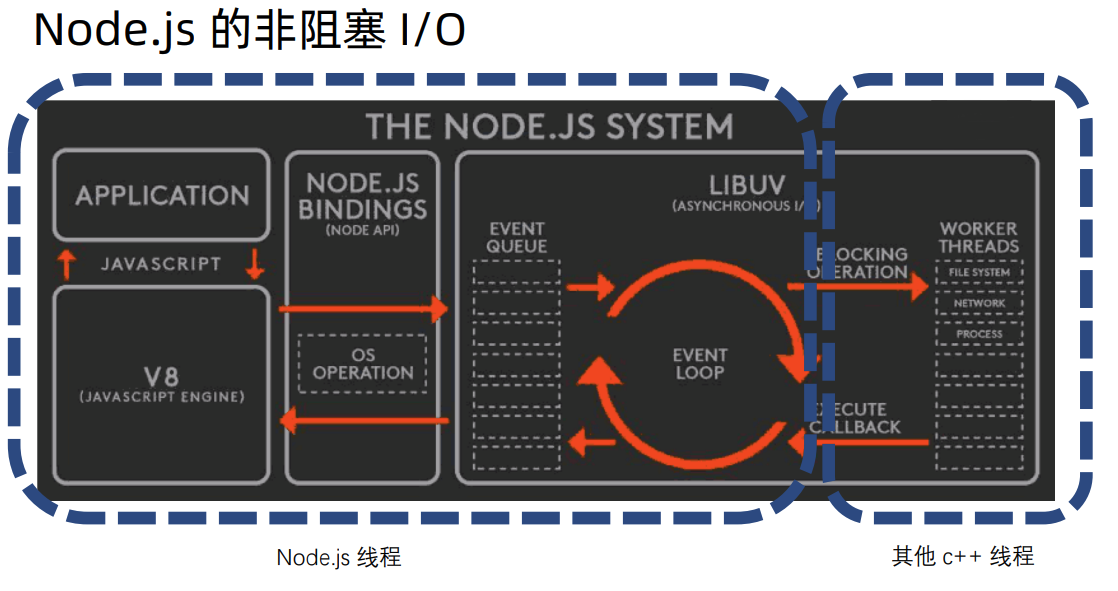 Node.js 的非阻塞 I/O
THE NODE.JS SYSTEM
APPLICATION
JAVASCRIPT
V8
(JAVASCRIPT ENGINE)
NODE.JS
BINDINGS
(NODE API)
OS
OPERATION
LIBUV
(ASYNCHRONOUS I/O)
EVENT
QUEUE
EVENT
LOOP
BLOCKING
OPERATION
EXECUTE
CALLBACK
WORKER
THREADS
FILE SYSTEM
NETWORK
PROCESS
Node.js 线程
其他 c++ 线程